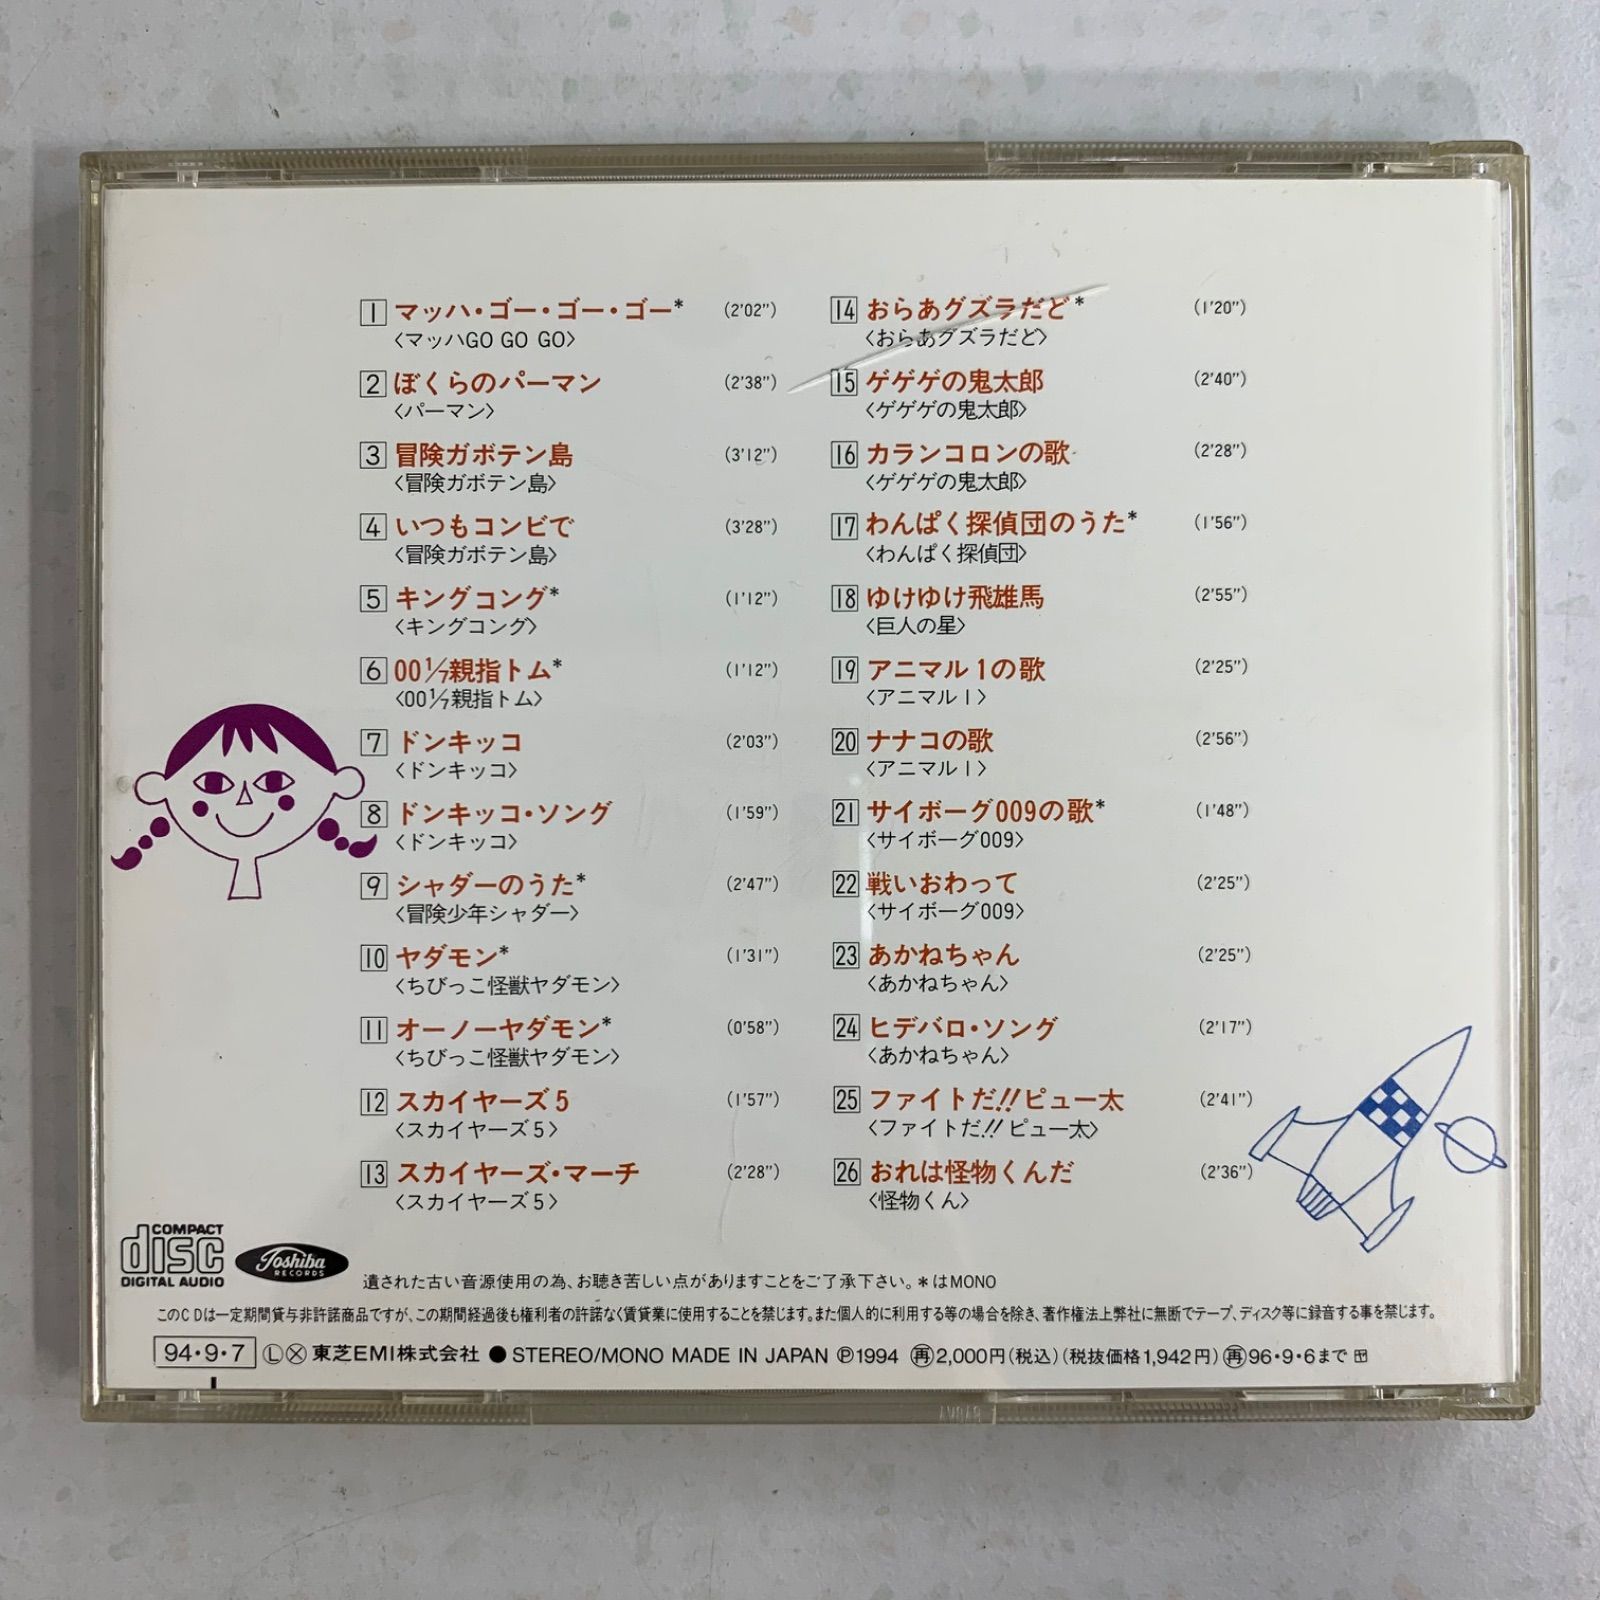 1 マッハ・ゴー・ゴー・ゴー* (2'02")
〈マッハGO GO GO〉
2 ぼくらのパーマン (2'38")
〈パーマン〉
3 冒険ガボテン島 (3'12")
〈冒険ガボテン島〉
4 いつもコンビで (3'28")
〈冒険ガボテン島〉
5 キングコング* (1'12")
〈キングコング〉
6 00 1/7親指トム* (1'12")
〈00 1/7親指トム〉
7 ドンキッコ (2'03")
〈ドンキッコ〉
8 ドンキッコ・ソング (1'59")
〈ドンキッコ〉
9 シャダーのうた* (2'47")
〈冒険少年シャダー〉
10 ヤダモン* (1'31")
〈ちびっこ怪獣ヤダモン〉
11 オーノーヤダモン* (0'58")
〈ちびっこ怪獣ヤダモン〉
12 スカイヤーズ5 (1'57")
〈スカイヤーズ5〉
13 スカイヤーズ・マーチ (2'28")
〈スカイヤーズ5〉
14 おらあグズラだど* (1'20")
〈おらあグズラだど〉
15 ゲゲゲの鬼太郎 (2'40")
〈ゲゲゲの鬼太郎〉
16 カランコロンの歌 (2'28")
〈ゲゲゲの鬼太郎〉
17 わんぱく探偵団のうた* (1'56")
〈わんぱく探偵団〉
18 ゆけゆけ飛雄馬 (2'55")
〈巨人の星〉
19 アニマル1の歌 (2'25")
〈アニマル1〉
20 ナナコの歌 (2'56")
〈アニマル1〉
21 サイボーグ009の歌* (1'48")
〈サイボーグ009〉
22 戦いおわって (2'25")
〈サイボーグ009〉
23 あかねちゃん (2'25")
〈あかねちゃん〉
24 ヒデバロ・ソング (2'17")
〈あかねちゃん〉
25 ファイトだ!!ピュー太 (2'41")
〈ファイトだ!!ピュー太〉
26 おれは怪物くんだ (2'36")
〈怪物くん〉
COMPACT
disc
DIGITAL AUDIO
Toshiba
RECORDS
遺された古い音源使用の為、お聴き苦しい点がありますことをご了承下さい。*はMONO
このCDは一定期間貸与非許諾商品ですが、この期間経過後も権利者の許諾なく賃貸業に使用することを禁じます。また個人的に利用する等の場合を除き、著作権法上弊社に無断でテープ、ディスク等に録音する事を禁じます。
94・9・7 Ⓛⓧ東芝EMI株式会社 ● STEREO/MONO MADE IN JAPAN ℗1994 ㊢2,000円(税込)(税抜価格1,942円)㊢96・9・6まで